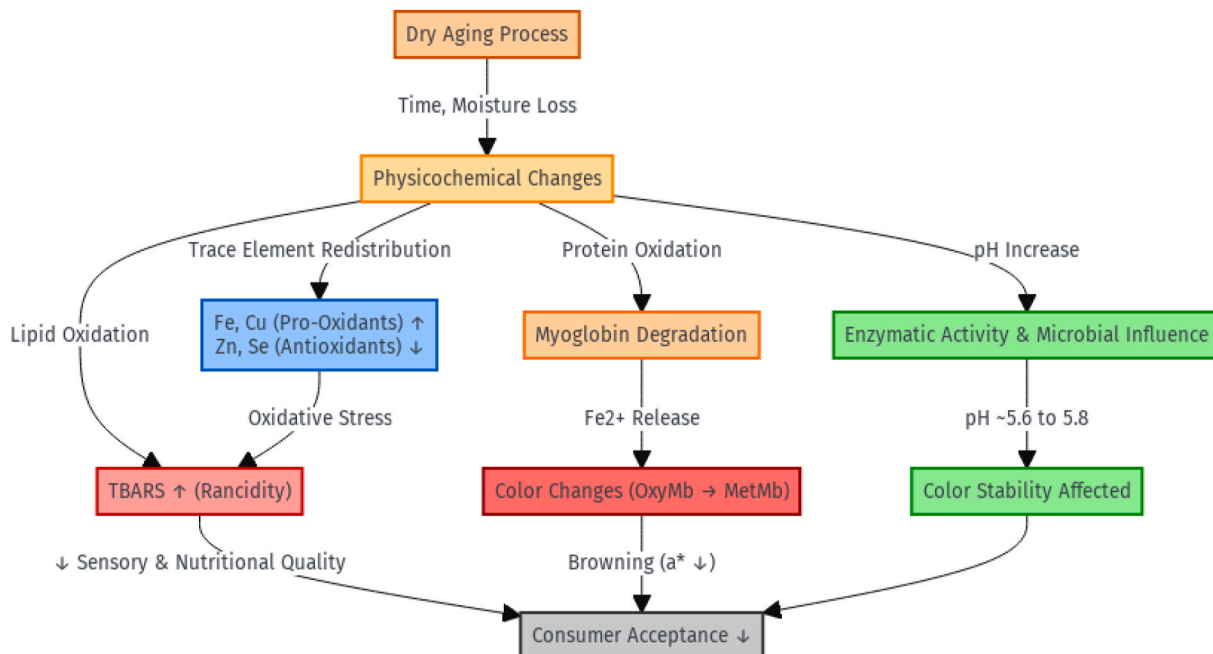 Dry Aging Process
Time, Moisture Loss
Physicochemical Changes
Trace Element Redistribution
Protein Oxidation
pH Increase
Lipid Oxidation
Fe, Cu (Pro-Oxidants) ↑
Zn, Se (Antioxidants) ↓
Myoglobin Degradation
Enzymatic Activity & Microbial Influence
Oxidative Stress
Fe2+ Release
pH ~5.6 to 5.8
TBARS ↑ (Rancidity)
Color Changes (OxyMb → MetMb)
Color Stability Affected
↓ Sensory & Nutritional Quality
Browning (a* ↓)
Consumer Acceptance ↓